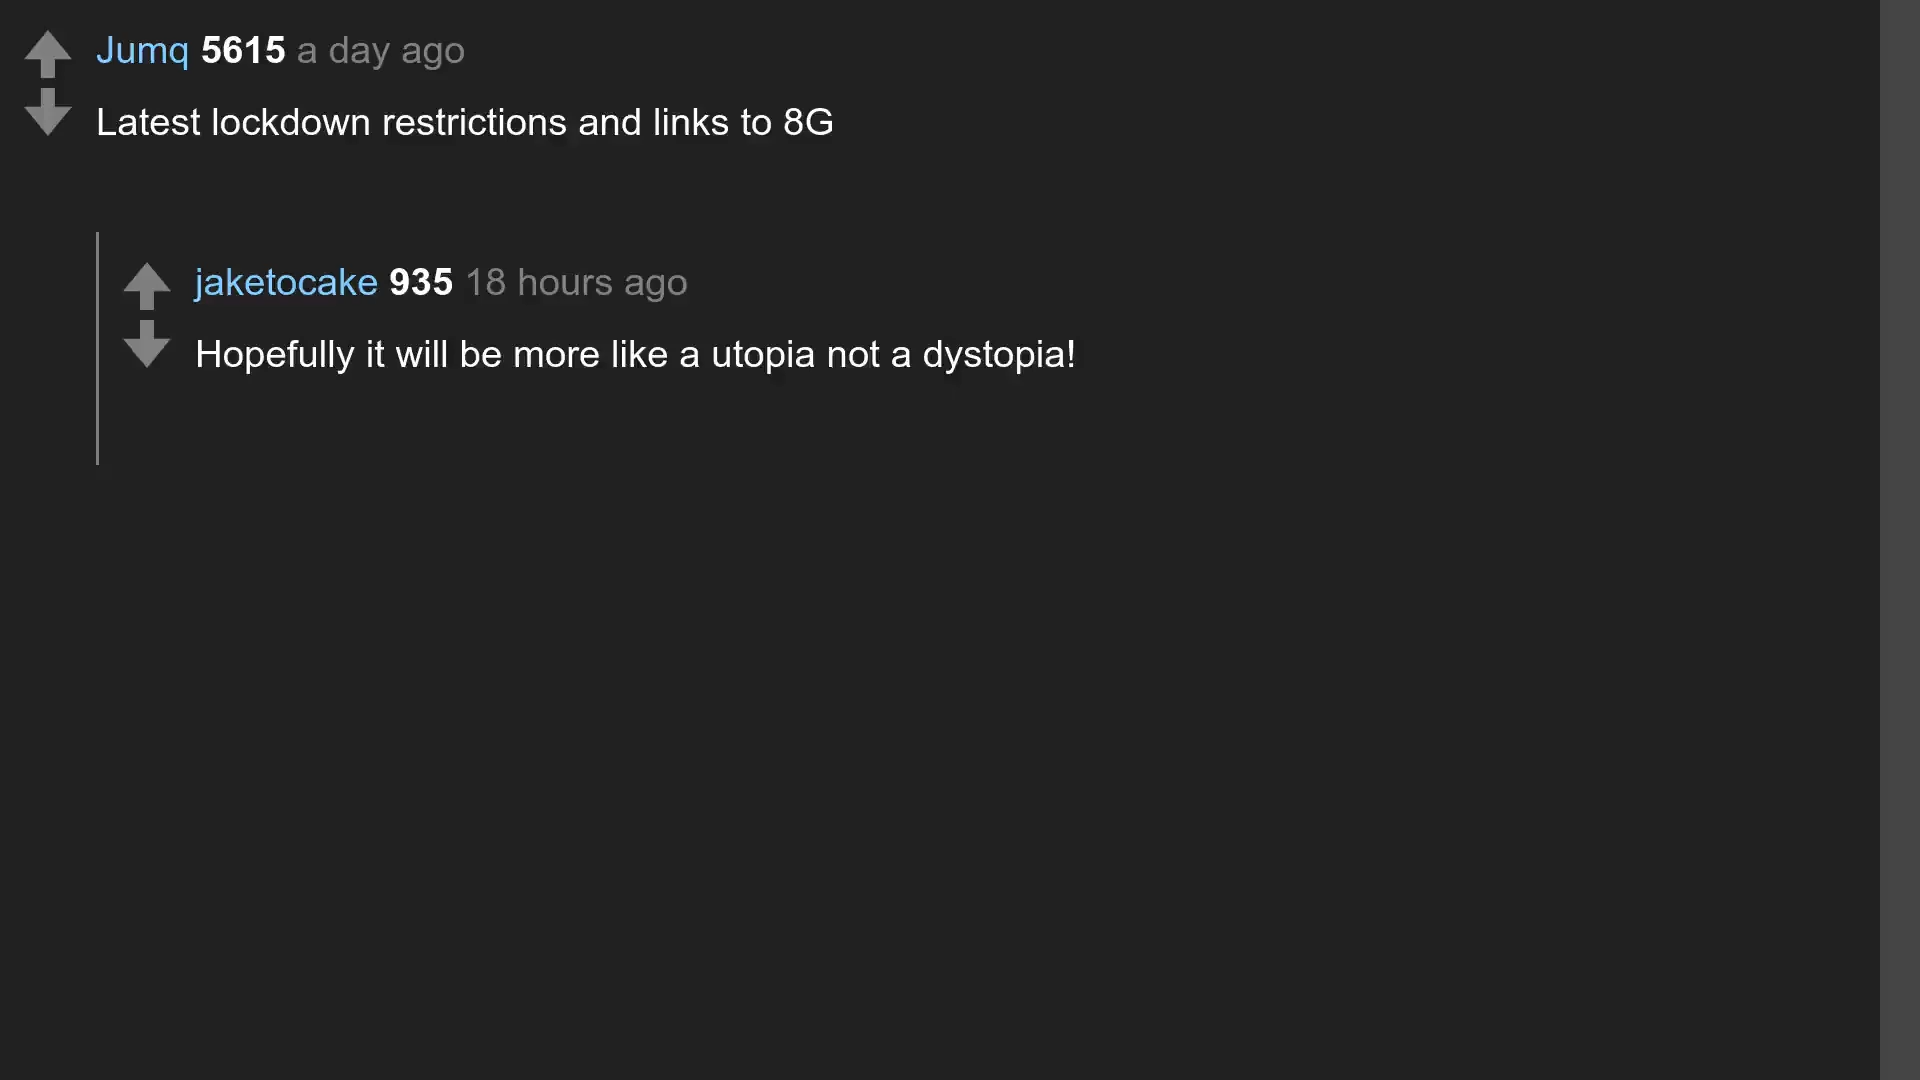 Jumq 5615 a day ago
Latest lockdown restrictions and links to 8G
jaketocake 935 18 hours ago
Hopefully it will be more like a utopia not a dystopia!